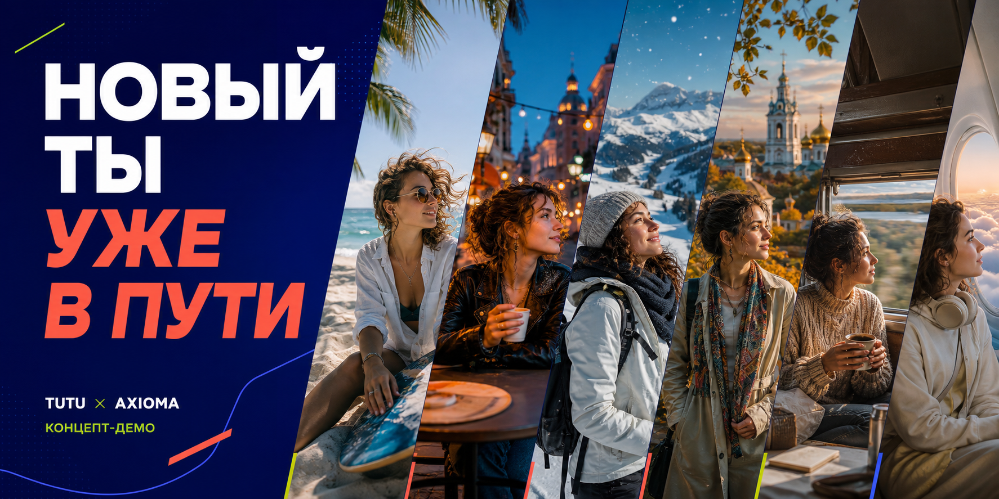 НОВЫЙ
ТЫ
УЖЕ
В ПУТИ
TUTU × AXIOMA
КОНЦЕПТ-ДЕМО